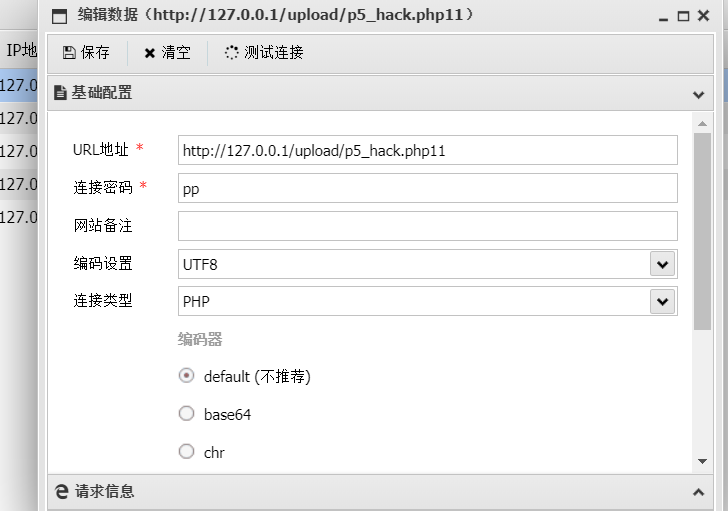 编辑数据（http://127.0.0.1/upload/p5_hack.php11）
保存 清空 测试连接
IP地
基础配置
127.0
127.0
127.0
127.0
127.0
URL地址 * http://127.0.0.1/upload/p5_hack.php11
连接密码 * pp
网站备注
编码设置 UTF8
连接类型 PHP
编码器
default (不推荐)
base64
chr
请求信息